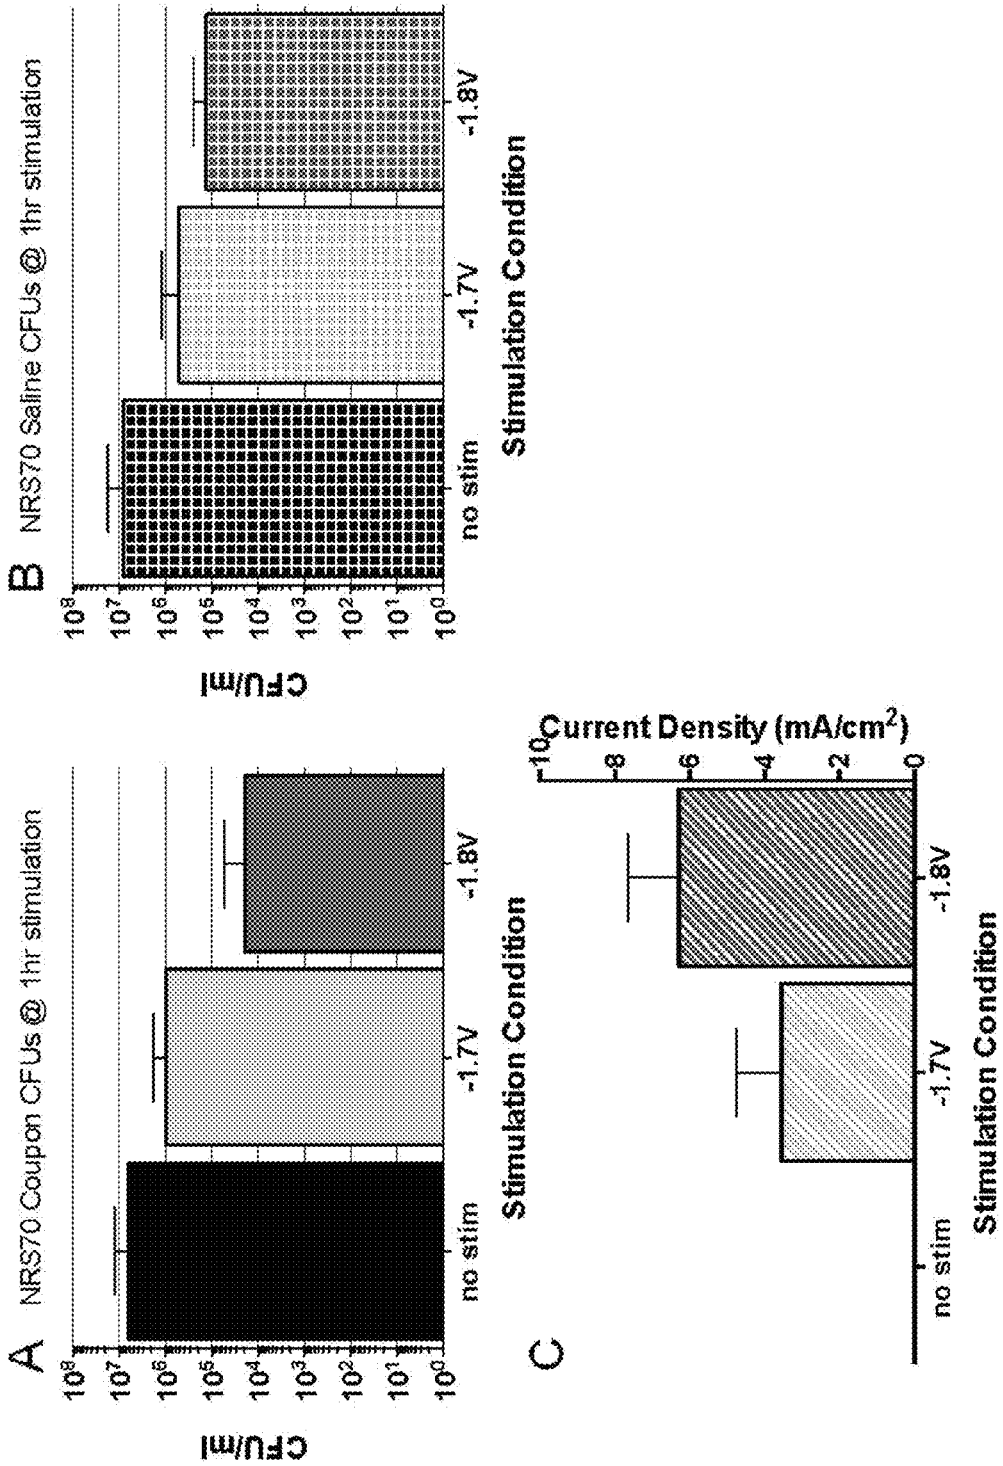 A NRS70 Coupon CFUs @ 1hr stimulation
CFU/ml
10⁸
10⁷
10⁶
10⁵
10⁴
10³
10²
10¹
10⁰
no stim -1.7V -1.8V
Stimulation Condition
B NRS70 Saline CFUs @ 1hr stimulation
CFU/ml
10⁸
10⁷
10⁶
10⁵
10⁴
10³
10²
10¹
10⁰
no stim -1.7V -1.8V
Stimulation Condition
C
Current Density (mA/cm²)
-10
-8
-6
-4
-2
0
no stim -1.7V -1.8V
Stimulation Condition